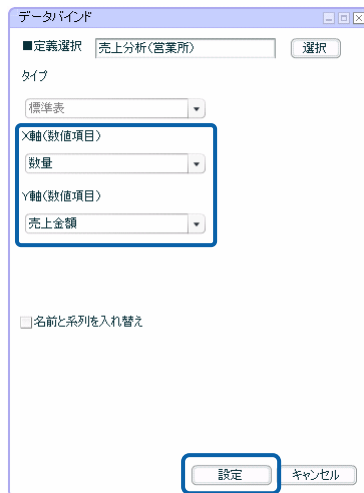 データバインド
■定義選択 売上分析(営業所) 選択
タイプ
標準表
X軸(数値項目)
数量
Y軸(数値項目)
売上金額
名前と系列を入れ替え
設定 キャンセル